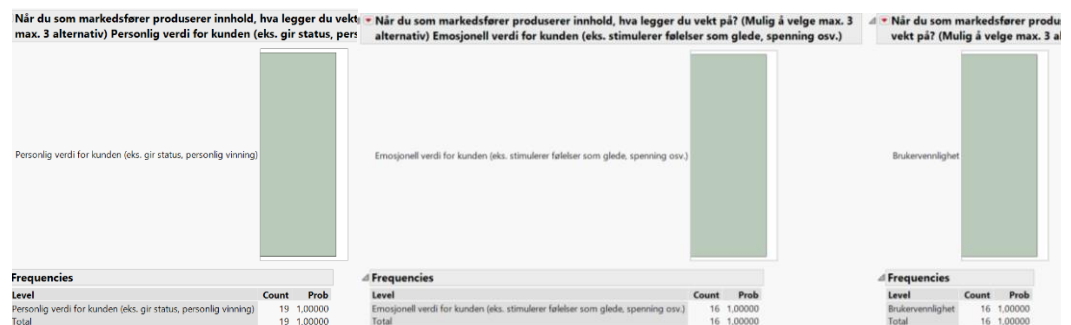 Når du som markedsfører produserer innhold, hva legger du vekt
max. 3 alternativ) Personlig verdi for kunden (eks. gir status, pers
Personlig verdi for kunden (eks. gir status, personlig vinning)
Frequencies
Level Count Prob
Personlig verdi for kunden (eks. gir status, personlig vinning) 19 1,00000
Total 19 1,00000
Når du som markedsfører produserer innhold, hva legger du vekt på? (Mulig å velge max. 3
alternativ) Emosjonell verdi for kunden (eks. stimulerer følelser som glede, spenning osv.)
Emosjonell verdi for kunden (eks. stimulerer følelser som glede, spenning osv.)
Frequencies
Level Count Prob
Emosjonell verdi for kunden (eks. stimulerer følelser som glede, spenning osv.) 16 1,00000
Total 16 1,00000
Når du som markedsfører produ
vekt på? (Mulig å velge max. 3 al
Brukervennlighet
Frequencies
Level Count Prob
Brukervennlighet 16 1,00000
Total 16 1,00000